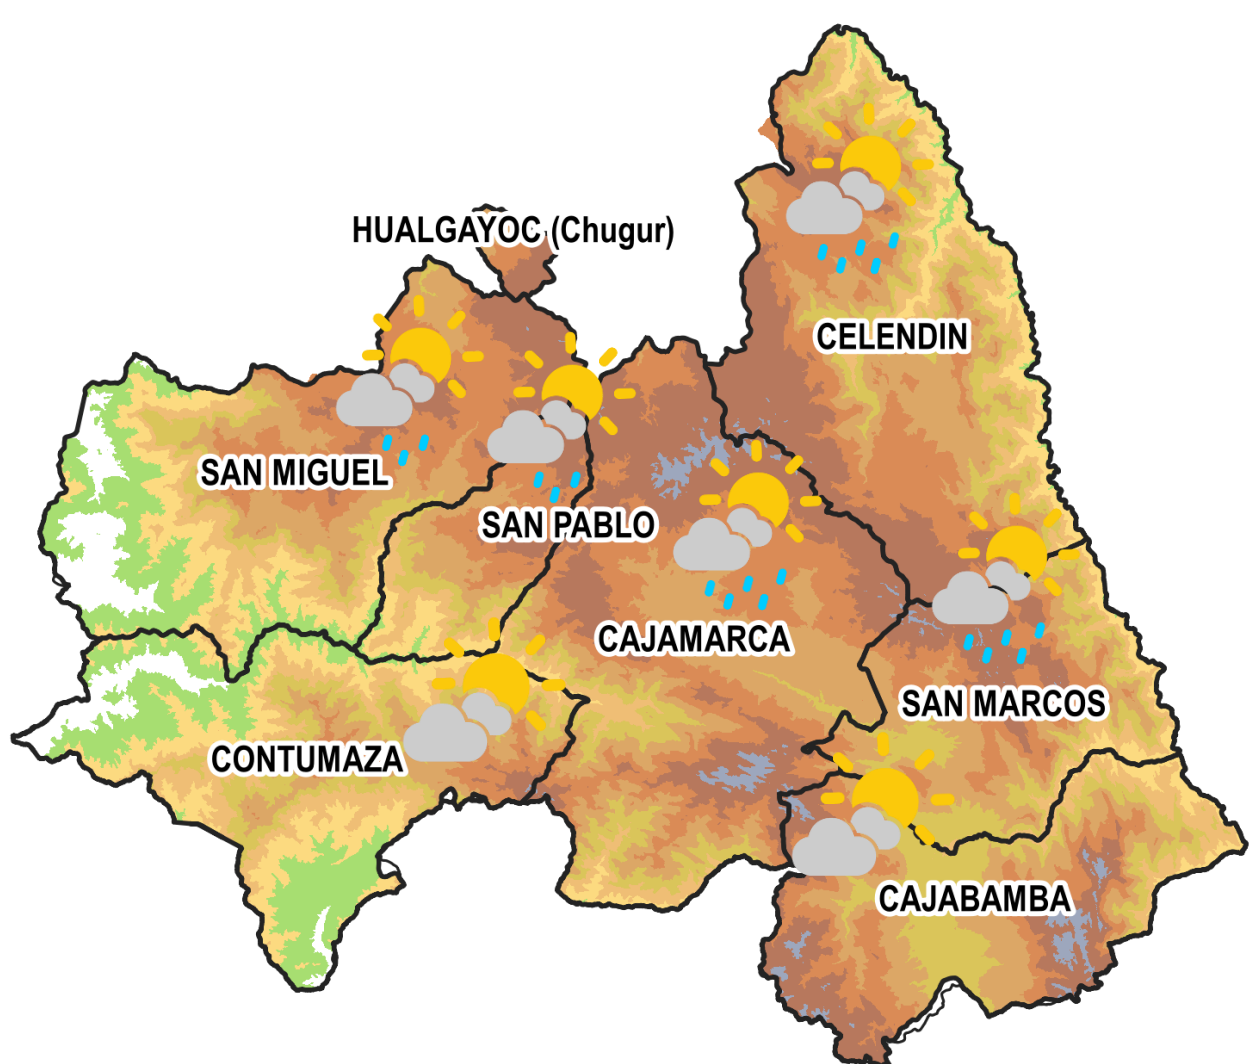 HUALGAYOC (Chugur)
CELENDIN
SAN MIGUEL
SAN PABLO
CAJAMARCA
SAN MARCOS
CONTUMAZA
CAJABAMBA